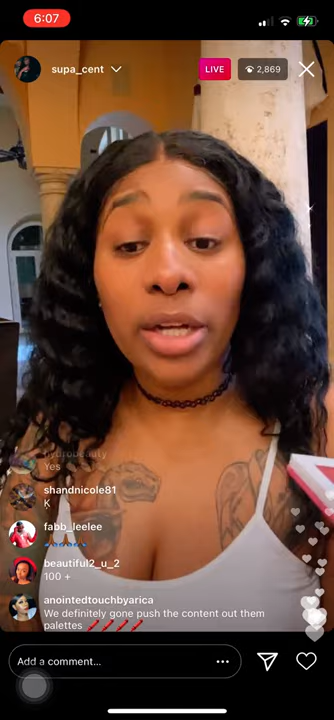 6:07
supa_cent
LIVE
2,869
hydrobeauty
Yes
shandnicole81
K
fabb_leelee
beautiful2_u_2
100 +
anointedtouchbyarica
We definitely gone push the content out them
palettes
Add a comment...